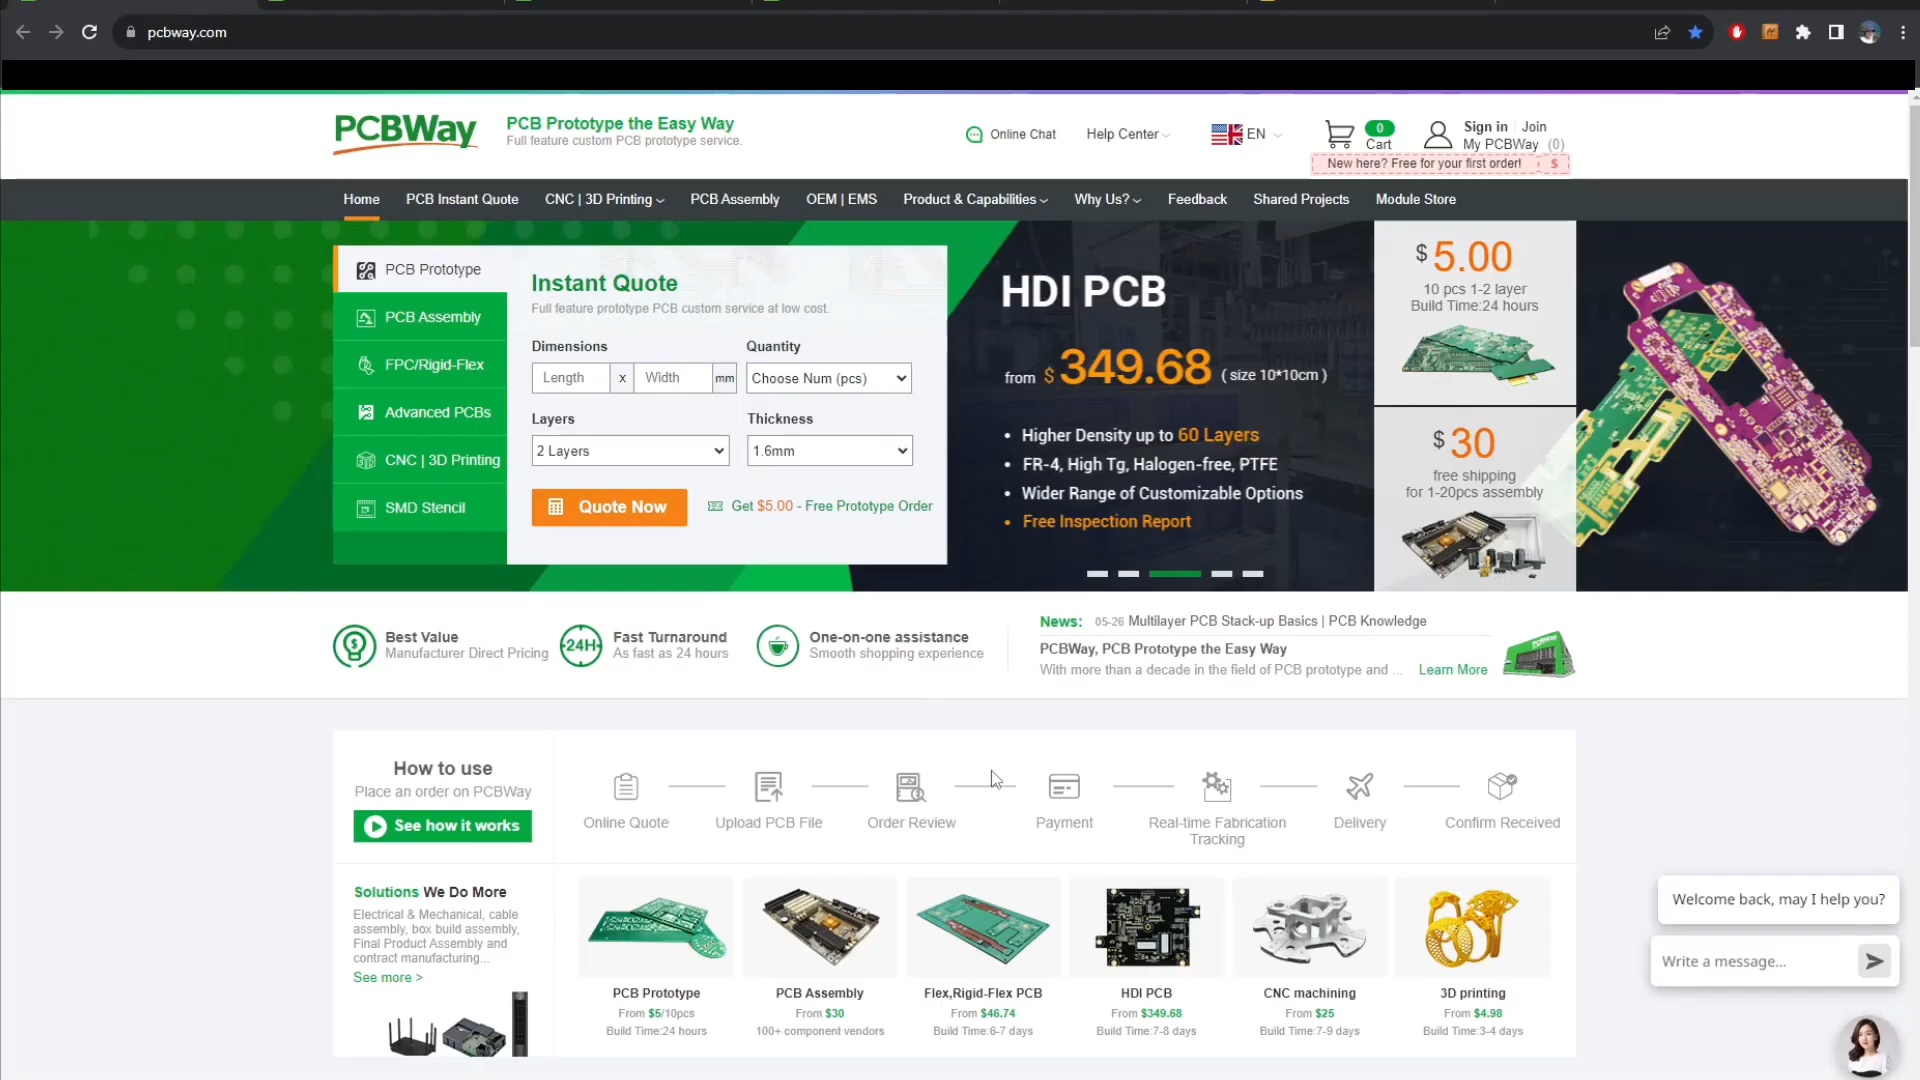 pcbway.com
PCBWay
PCB Prototype the Easy Way
Full feature custom PCB prototype service.
Online Chat
Help Center
EN
0
Cart
Sign in
Join
My PCBWay (0)
New here? Free for your first order!
$
Home
PCB Instant Quote
CNC | 3D Printing
PCB Assembly
OEM | EMS
Product & Capabilities
Why Us?
Feedback
Shared Projects
Module Store
PCB Prototype
PCB Assembly
FPC/Rigid-Flex
Advanced PCBs
CNC | 3D Printing
SMD Stencil
Instant Quote
Full feature prototype PCB custom service at low cost.
Dimensions
Quantity
Length x Width mm
Choose Num (pcs)
Layers
Thickness
2 Layers
1.6mm
Quote Now
Get $5.00 - Free Prototype Order
HDI PCB
from $ 349.68 ( size 10*10cm )
• Higher Density up to 60 Layers
• FR-4, High Tg, Halogen-free, PTFE
• Wider Range of Customizable Options
• Free Inspection Report
$ 5.00
10 pcs 1-2 layer
Build Time:24 hours
$ 30
free shipping
for 1-20pcs assembly
Best Value
Manufacturer Direct Pricing
24H
Fast Turnaround
As fast as 24 hours
One-on-one assistance
Smooth shopping experience
News: 05-26 Multilayer PCB Stack-up Basics | PCB Knowledge
PCBWay, PCB Prototype the Easy Way
With more than a decade in the field of PCB prototype and ... Learn More
How to use
Place an order on PCBWay
See how it works
Online Quote
Upload PCB File
Order Review
Payment
Real-time Fabrication
Tracking
Delivery
Confirm Received
Solutions We Do More
Electrical & Mechanical, cable
assembly, box build assembly,
Final Product Assembly and
contract manufacturing...
See more >
PCB Prototype
From $5/10pcs
Build Time:24 hours
PCB Assembly
From $30
100+ component vendors
Flex,Rigid-Flex PCB
From $46.74
Build Time:6-7 days
HDI PCB
From $349.68
Build Time:7-8 days
CNC machining
From $25
Build Time:7-9 days
3D printing
From $4.98
Build Time:3-4 days
Welcome back, may I help you?
Write a message...